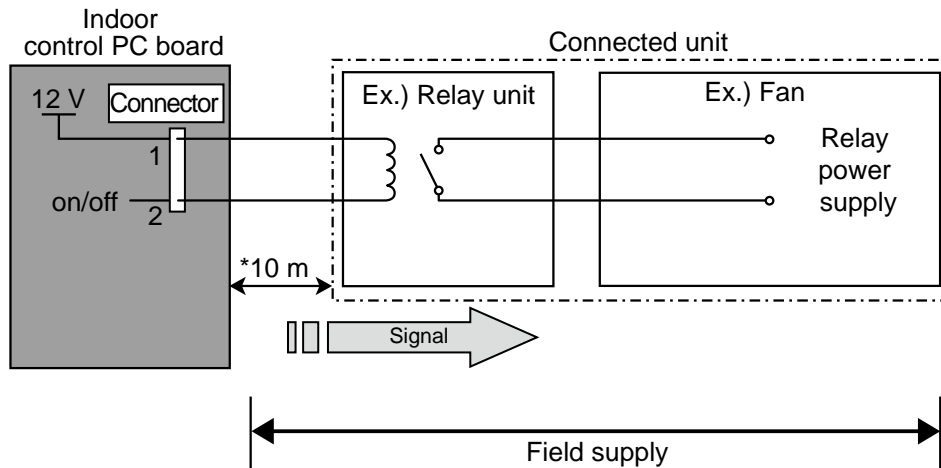 Indoor
control PC board
12 V
Connector
1
on/off
2
*10 m
Connected unit
Ex.) Relay unit
Ex.) Fan
Relay
power
supply
Signal
Field supply